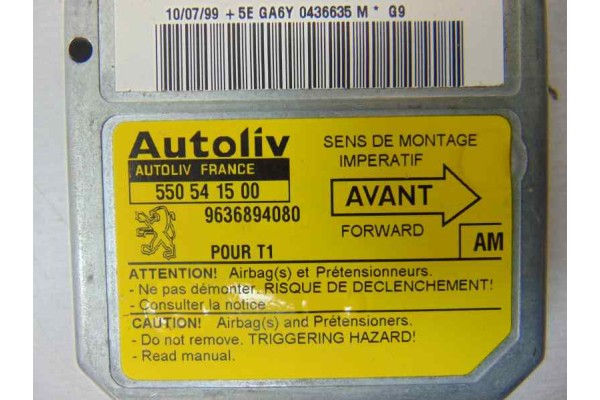 10/07/99 + 5E GA6Y 0436635 M * G9
Autoliv
AUTOLIV FRANCE
550 54 15 00
9636894080
POUR T1
SENS DE MONTAGE
IMPERATIF
AVANT
FORWARD
AM
ATTENTION! Airbag(s) et Prétensionneurs.
- Ne pas démonter. RISQUE DE DECLENCHEMENT!
- Consulter la notice
CAUTION! Airbag(s) and Prétensioners.
- Do not remove. TRIGGERING HAZARD!
- Read manual.